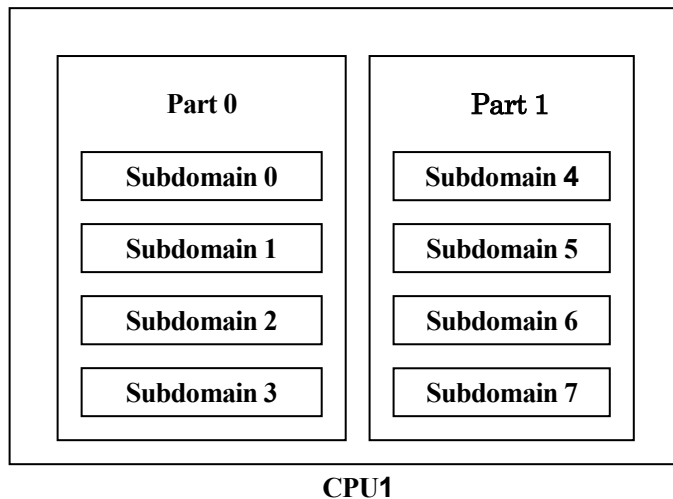 Part 0
Subdomain 0
Subdomain 1
Subdomain 2
Subdomain 3
Part 1
Subdomain 4
Subdomain 5
Subdomain 6
Subdomain 7
CPU1